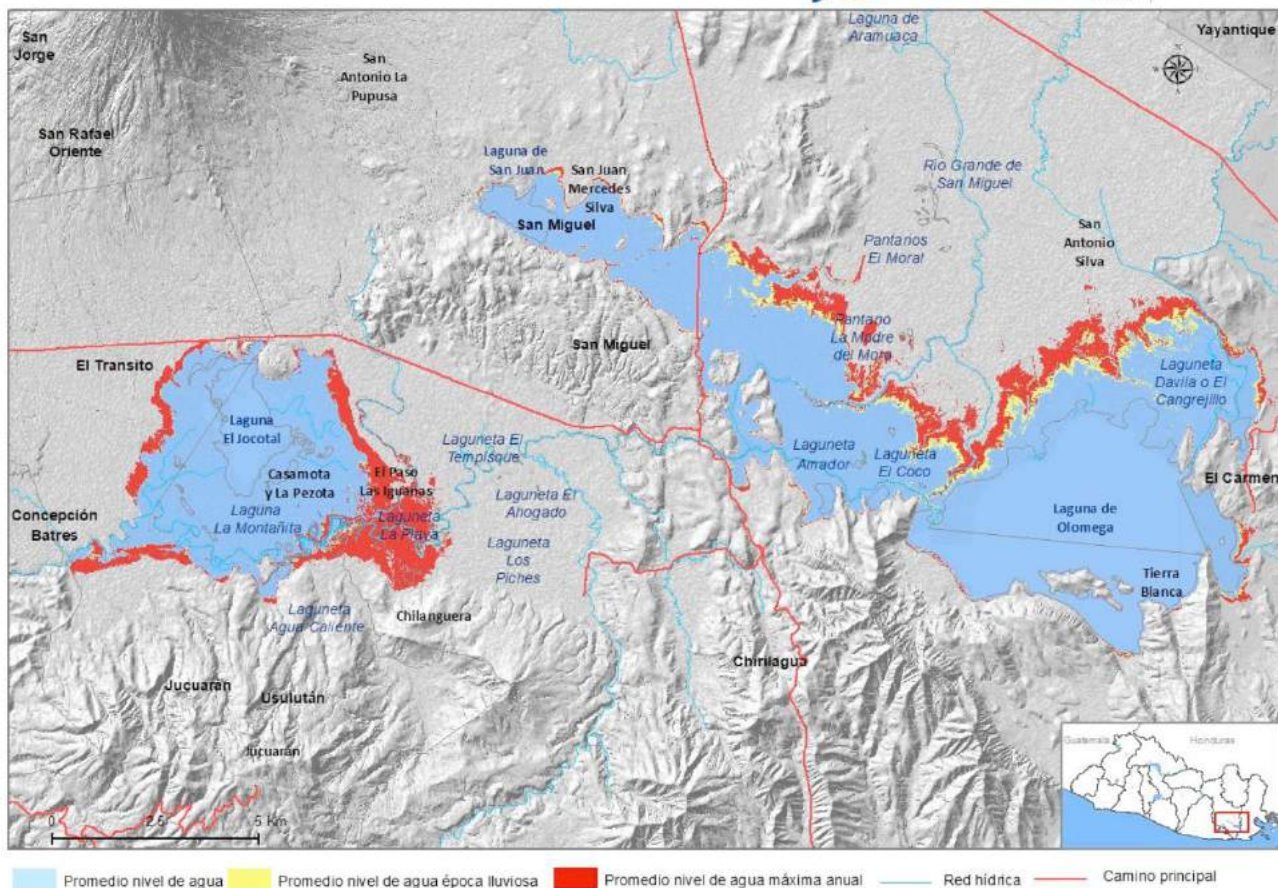 Laguna de
Aramuaca
Yayantique
San
Jorge
San
Antonio La
Pupusa
San Rafael
Oriente
Laguna de
San Juan
San Juan
Mercedes
Silva
San Miguel
Rio Grande de
San Miguel
San
Antonio
Silva
Pantanos
El Moral
Pantano
La Madre
del Mora
San Miguel
El Transito
Laguna
El Jocotal
Casamota
y La Pezota
Laguna
La Montañita
El Paso
Las Iguanas
Laguneta
La Playa
Laguneta El
Tempisque
Laguneta El
Ahogado
Laguneta
Los
Piches
Laguneta
Amador
Laguneta
El Coco
Laguneta
Davila o El
Cangrejillo
El Carmen
Laguna de
Olomega
Tierra
Blanca
Concepción
Batres
Laguneta
Agua Caliente
Chilanguera
Chirilagua
Jucuarán
Usulután
Jucuarán
0 2.5 5 Km
Guatemala
Honduras
N
E
S
W
Promedio nivel de agua
Promedio nivel de agua época lluviosa
Promedio nivel de agua máxima anual
Red hídrica
Camino principal